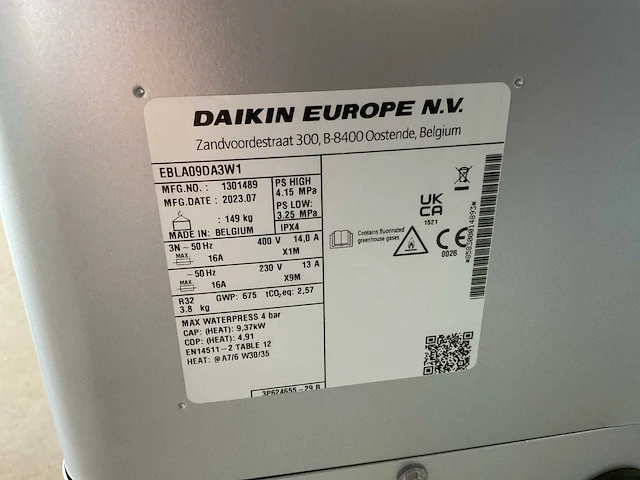 DAIKIN EUROPE N.V.
Zandvoordestraat 300, B-8400 Oostende, Belgium
EBLA09DA3W1
MFG.NO. : 1301489
MFG.DATE : 2023.07
: 149 kg
MADE IN: BELGIUM
PS HIGH
4.15 MPa
PS LOW:
3.25 MPa
IPX4
3N ~ 50 Hz 400 V 14,0 A
MAX 16A X1M
~ 50 Hz 230 V 13 A
MAX 16A X9M
R32 GWP: 675 tCO₂eq: 2,57
3.8 kg
MAX WATERPRESS 4 bar
CAP: (HEAT): 9,37kW
COP: (HEAT): 4,91
EN14511-2 TABLE 12
HEAT: @A7/6 W30/35
3P624655-29 B
Contains fluorinated
greenhouse gases
UK
CA
1521
CE
0026